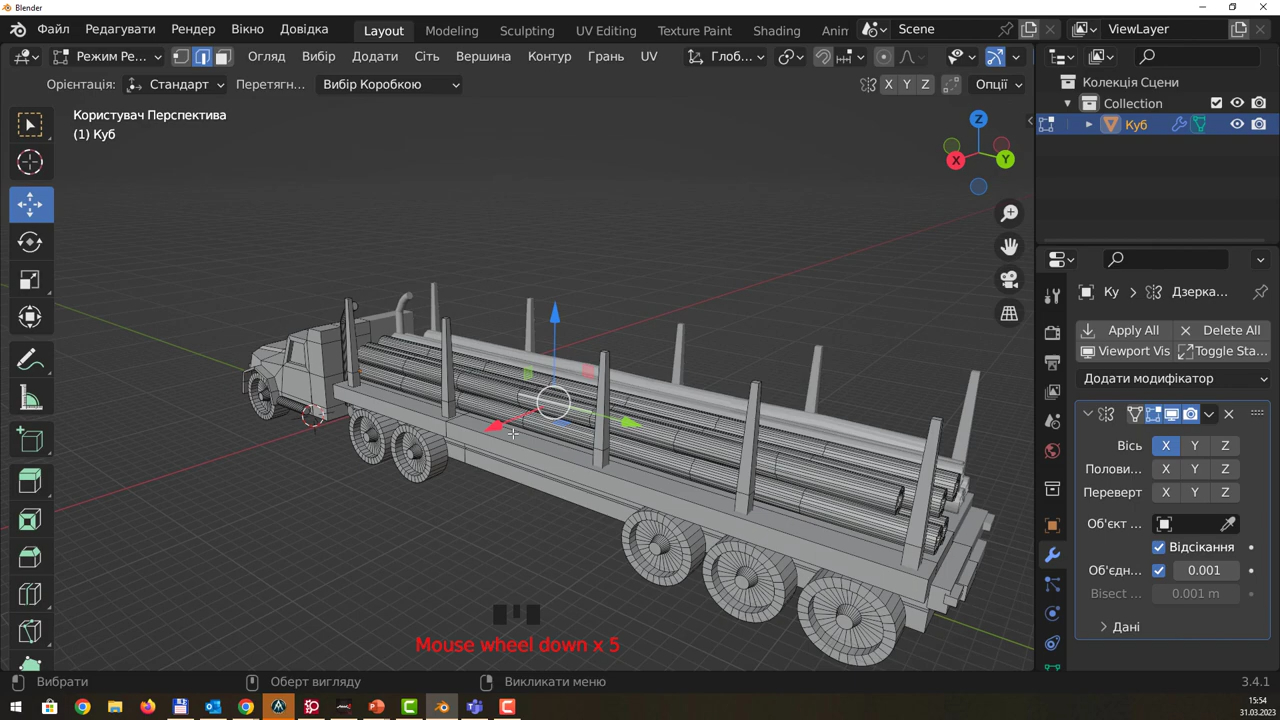 Blender
Файл Редагувати Рендер Вікно Довідка Layout Modeling Sculpting UV Editing Texture Paint Shading Anin Scene ViewLayer
Режим Ре... Огляд Вибір Додати Сіть Вершина Контур Грань UV Глоб...
Орієнтація: Стандарт Перетягн... Вибір Коробкою X Y Z Опції
Користувач Перспектива
(1) Куб
Z
X
Y
Колекція Сцени
Collection
Куб
Ку Дзерка...
Apply All Delete All
Viewport Vis Toggle Sta...
Додати модифікатор
Вісь X Y Z
Полови... X Y Z
Переверт X Y Z
Об'єкт ...
Відсікання
Об'єдн... 0.001
Bisect ... 0.001 m
Дані
Mouse wheel down x 5
Вибрати Оберт вигляду Викликати меню 3.4.1
15:54
31.03.2023